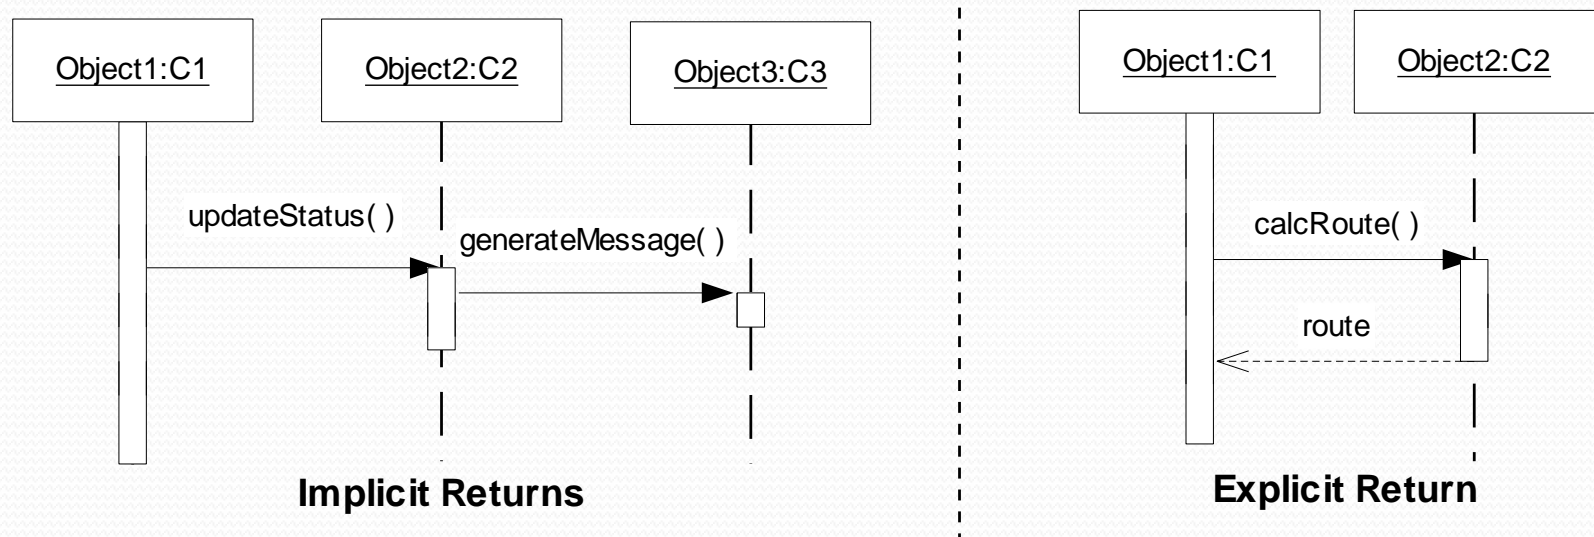 Object1:C1
Object2:C2
Object3:C3
updateStatus( )
generateMessage( )
Implicit Returns
Object1:C1
Object2:C2
calcRoute( )
route
Explicit Return